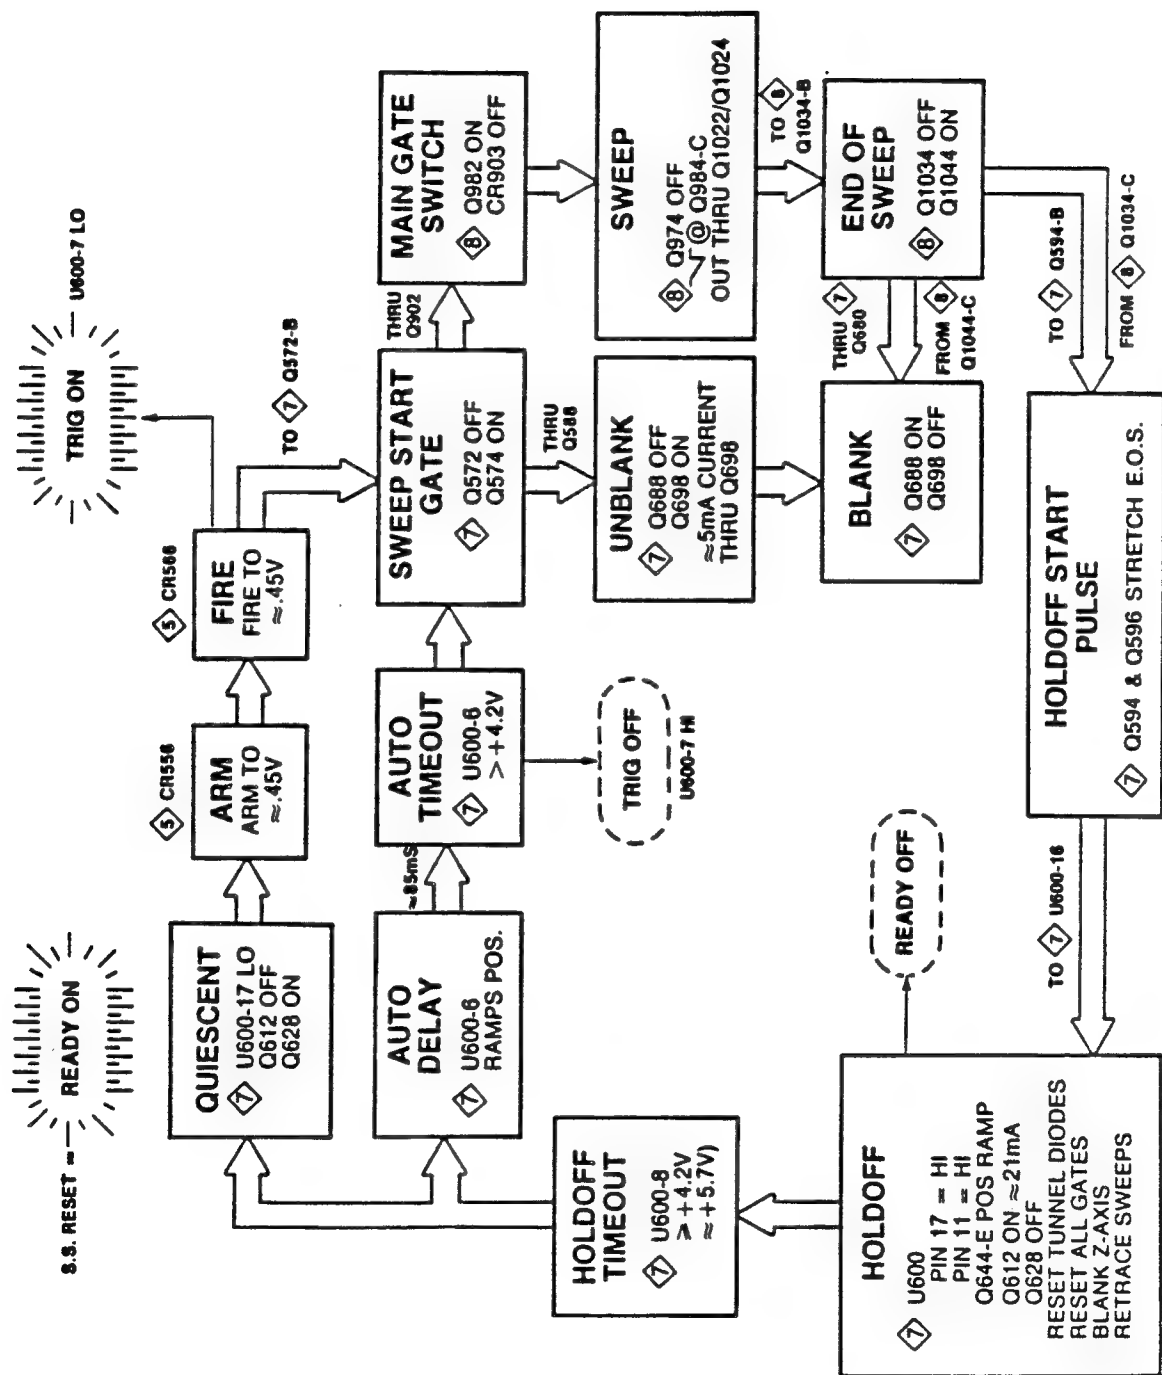 S.S. RESET =
READY ON
TRIG ON
U600-7 LO
QUIESCENT
7 U600-17 LO
Q612 OFF
Q628 ON
5 CR556
ARM
ARM TO
≈.45V
5 CR566
FIRE
FIRE TO
≈.45V
TO 7 Q572-B
AUTO
DELAY
7 U600-6
RAMPS POS.
≈85mS
AUTO
TIMEOUT
7 U600-6
>+4.2V
TRIG OFF
U600-7 HI
SWEEP START
GATE
7 Q572 OFF
Q574 ON
THRU
Q902
MAIN GATE
SWITCH
8 Q982 ON
CR903 OFF
THRU
Q588
UNBLANK
7 Q688 OFF
Q698 ON
≈5mA CURRENT
THRU Q698
SWEEP
8 Q974 OFF
@ Q984-C
OUT THRU Q1022/Q1024
TO 8
Q1034-B
HOLDOFF
TIMEOUT
7 U600-8
>+4.2V
≈+5.7V)
BLANK
7 Q688 ON
Q698 OFF
THRU 7
Q680
FROM 8
Q1044-C
END OF
SWEEP
8 Q1034 OFF
Q1044 ON
HOLDOFF
7 U600
PIN 17 = HI
PIN 11 = HI
Q644-E POS RAMP
Q612 ON ≈21mA
Q628 OFF
RESET TUNNEL DIODES
RESET ALL GATES
BLANK Z-AXIS
RETRACE SWEEPS
READY OFF
TO 7 U600-16
HOLDOFF START
PULSE
7 Q594 & Q596 STRETCH E.O.S.
TO 7 Q594-B
FROM 8 Q1034-C